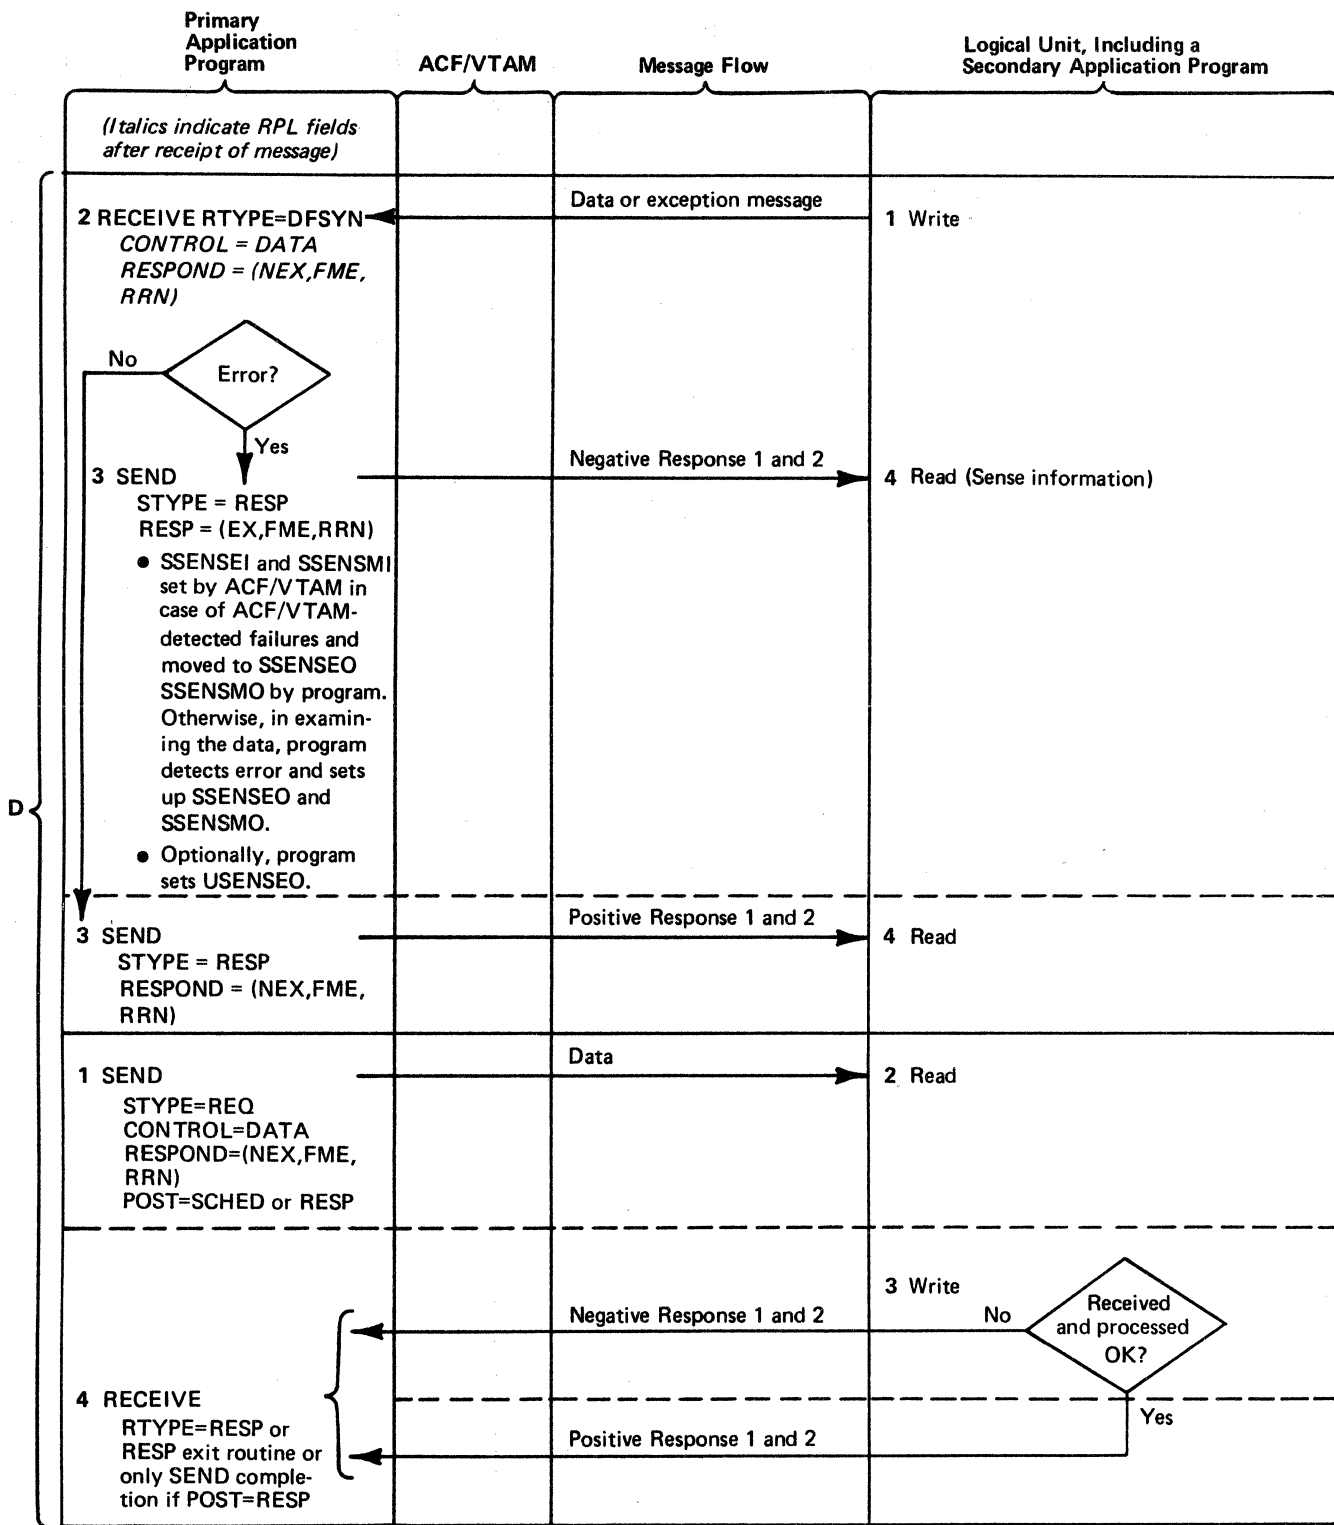 Primary
Application
Program
ACF/VTAM
Message Flow
Logical Unit, Including a
Secondary Application Program
(Italics indicate RPL fields
after receipt of message)
Data or exception message
2 RECEIVE RTYPE=DFSYN
CONTROL = DATA
RESPOND = (NEX,FME,
RRN)
1 Write
No
Error?
Yes
3 SEND
STYPE = RESP
RESP = (EX,FME,RRN)
Negative Response 1 and 2
4 Read (Sense information)
● SSENSEI and SSENSMI
set by ACF/VTAM in
case of ACF/VTAM-
detected failures and
moved to SSENSEO
SSENSMO by program.
Otherwise, in examin-
ing the data, program
detects error and sets
up SSENSEO and
SSENSMO.
● Optionally, program
sets USENSEO.
D
3 SEND
STYPE = RESP
RESPOND = (NEX,FME,
RRN)
Positive Response 1 and 2
4 Read
1 SEND
STYPE=REQ
CONTROL=DATA
RESPOND=(NEX,FME,
RRN)
POST=SCHED or RESP
Data
2 Read
3 Write
Received
and processed
OK?
No
Negative Response 1 and 2
Yes
Positive Response 1 and 2
4 RECEIVE
RTYPE=RESP or
RESP exit routine or
only SEND comple-
tion if POST=RESP